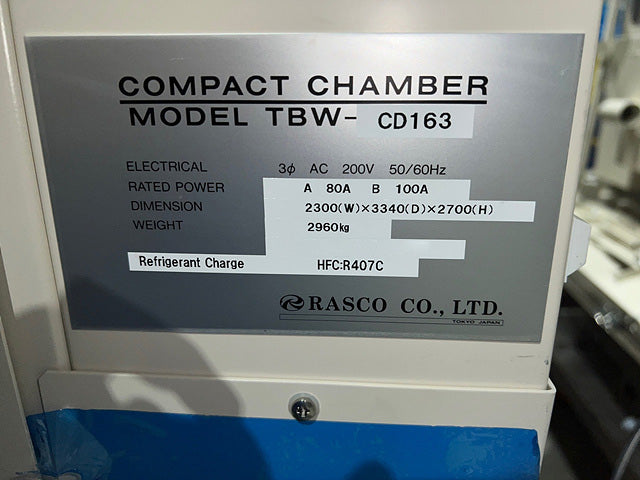 COMPACT CHAMBER
MODEL TBW- CD163
ELECTRICAL 3φ AC 200V 50/60Hz
RATED POWER A 80A B 100A
DIMENSION 2300(W)×3340(D)×2700(H)
WEIGHT 2960kg
Refrigerant Charge HFC:R407C
RASCO CO., LTD.
TOKYO JAPAN